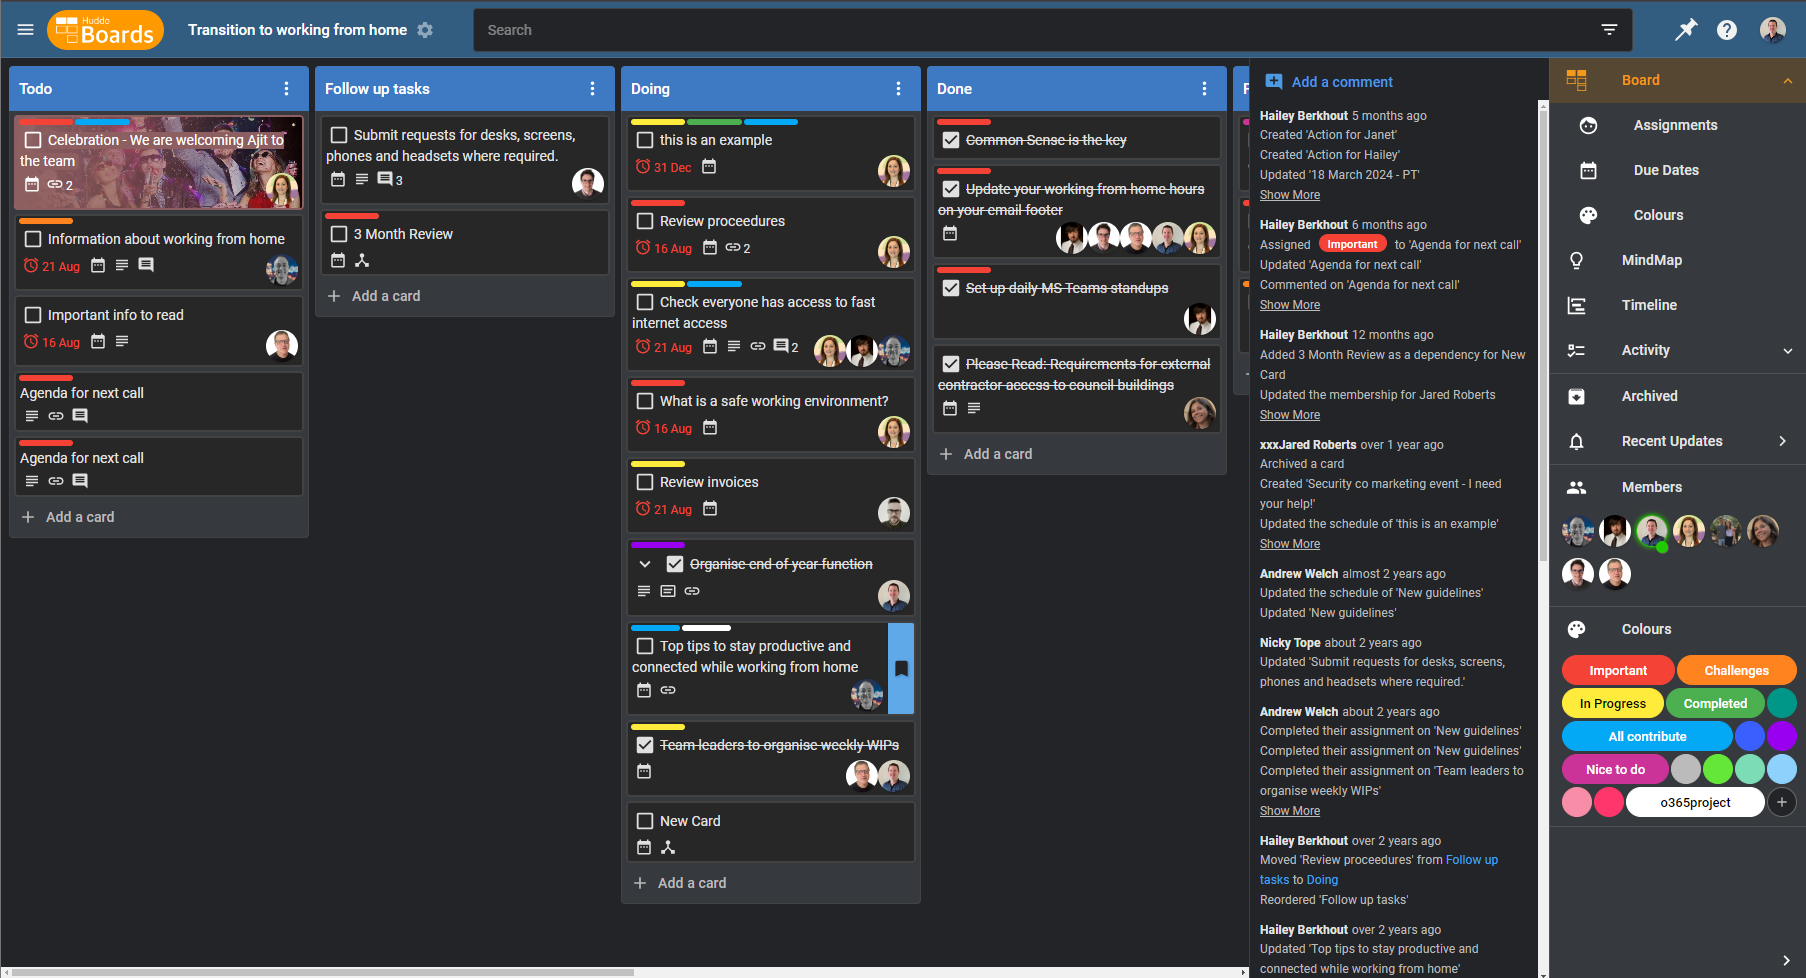 Huddo
Boards
Transition to working from home
Search
Todo
Celebration - We are welcoming Ajit to
the team
2
Information about working from home
21 Aug
Important info to read
16 Aug
Agenda for next call
Agenda for next call
Add a card
Follow up tasks
Submit requests for desks, screens,
phones and headsets where required.
3
3 Month Review
Add a card
Doing
this is an example
31 Dec
Review proceedures
16 Aug
2
Check everyone has access to fast
internet access
21 Aug
2
What is a safe working environment?
16 Aug
Review invoices
21 Aug
Organise end of year function
Top tips to stay productive and
connected while working from home
Team leaders to organise weekly WIPs
New Card
Add a card
Done
Common Sense is the key
Update your working from home hours
on your email footer
Set up daily MS Teams standups
Please Read: Requirements for external
contractor access to council buildings
Add a card
Add a comment
Hailey Berkhout 5 months ago
Created 'Action for Janet'
Created 'Action for Hailey'
Updated '18 March 2024 - PT'
Show More
Hailey Berkhout 6 months ago
Assigned Important to 'Agenda for next call'
Updated 'Agenda for next call'
Commented on 'Agenda for next call'
Show More
Hailey Berkhout 12 months ago
Added 3 Month Review as a dependency for New
Card
Updated the membership for Jared Roberts
Show More
xxxJared Roberts over 1 year ago
Archived a card
Created 'Security co marketing event - I need
your help!'
Updated the schedule of 'this is an example'
Show More
Andrew Welch almost 2 years ago
Updated the schedule of 'New guidelines'
Updated 'New guidelines'
Nicky Tope about 2 years ago
Updated 'Submit requests for desks, screens,
phones and headsets where required.'
Andrew Welch about 2 years ago
Completed their assignment on 'New guidelines'
Completed their assignment on 'New guidelines'
Completed their assignment on 'Team leaders to
organise weekly WIPs'
Show More
Hailey Berkhout over 2 years ago
Moved 'Review proceedures' from Follow up
tasks to Doing
Reordered 'Follow up tasks'
Hailey Berkhout over 2 years ago
Updated 'Top tips to stay productive and
connected while working from home'
Board
Assignments
Due Dates
Colours
MindMap
Timeline
Activity
Archived
Recent Updates
Members
Colours
Important
Challenges
In Progress
Completed
All contribute
Nice to do
o365project